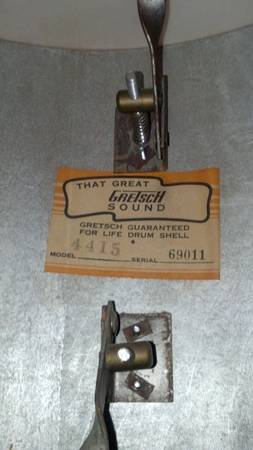 THAT GREAT
GRETSCH
SOUND
GRETSCH GUARANTEED
FOR LIFE DRUM SHELL
4415
MODEL SERIAL 69011